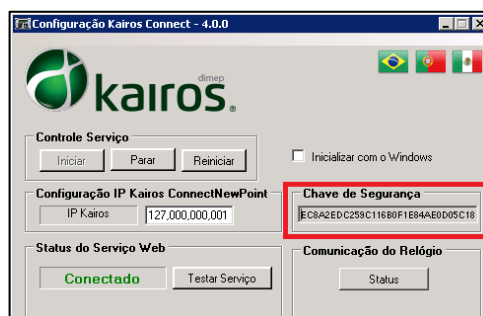 Configuração Kairos Connect - 4.0.0
dimep
kairos.
Controle Serviço
Iniciar Parar Reiniciar
Inicializar com o Windows
Configuração IP Kairos ConnectNewPoint
IP Kairos 127,000,000,001
Chave de Segurança
EC8A2EDC259C116B0F1E84AE0D05C18
Status do Serviço Web
Conectado Testar Serviço
Comunicação do Relógio
Status